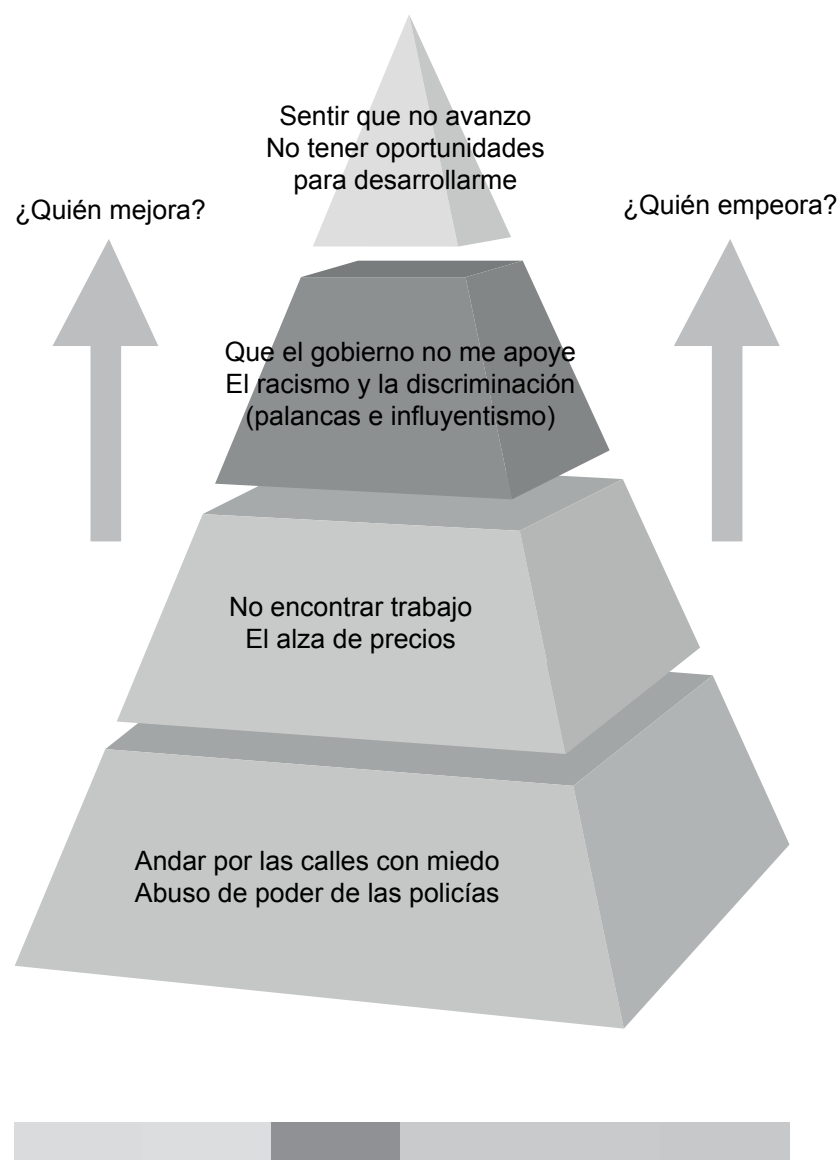 Sentir que no avanzo
No tener oportunidades
para desarrollarme
¿Quién mejora?
¿Quién empeora?
Que el gobierno no me apoye
El racismo y la discriminación
(palancas e influyentismo)
No encontrar trabajo
El alza de precios
Andar por las calles con miedo
Abuso de poder de las policías